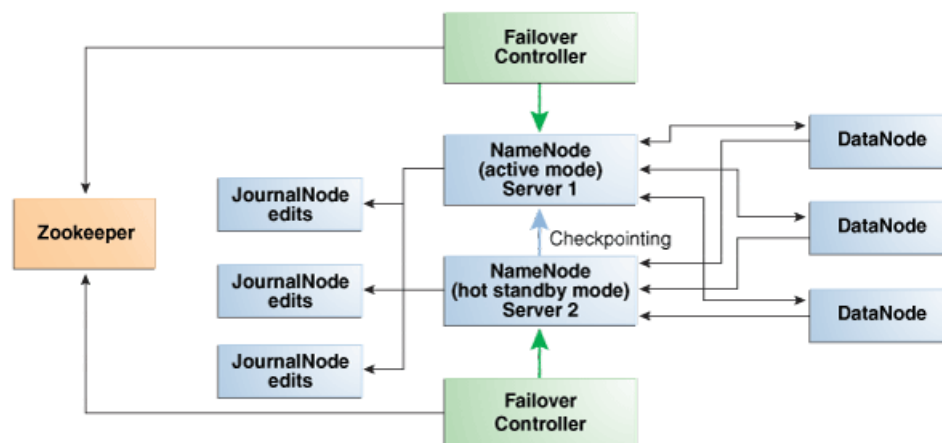 Failover
Controller
NameNode
(active mode)
Server 1
DataNode
JournalNode
edits
Zookeeper
Checkpointing
DataNode
JournalNode
edits
NameNode
(hot standby mode)
Server 2
DataNode
JournalNode
edits
Failover
Controller